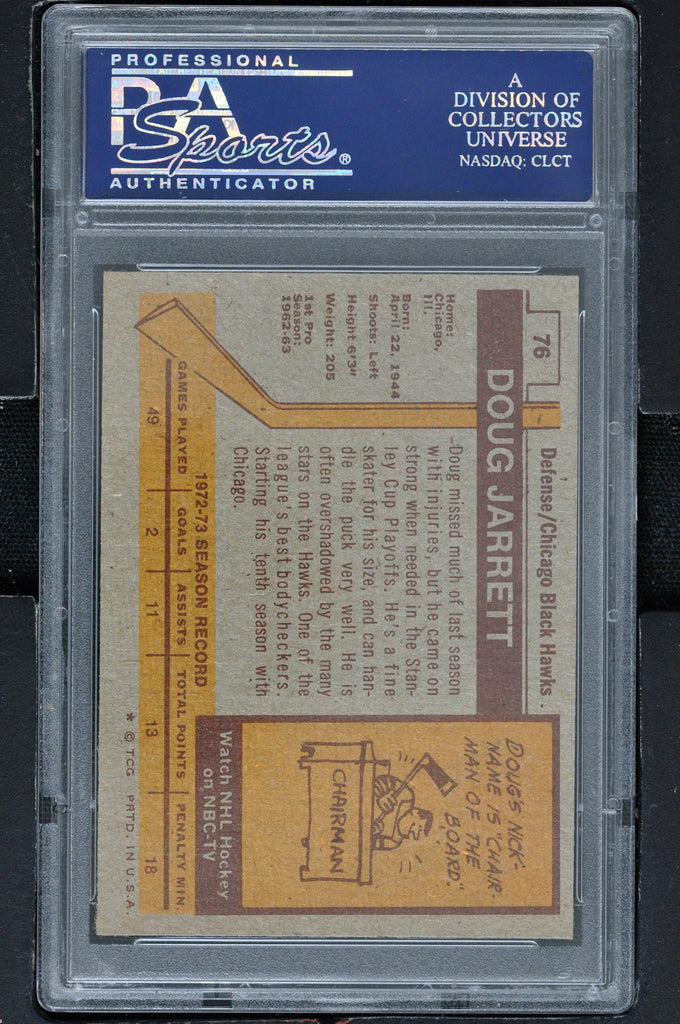 PROFESSIONAL
PSA
Sports®
AUTHENTICATOR
A
DIVISION OF
COLLECTORS
UNIVERSE
NASDAQ: CLCT
76
Defense/Chicago Black Hawks.
DOUG JARRETT
Home:
Chicago,
Ill.
Born:
April 22, 1944
Shoots: Left
Height 6'3"
Weight: 205
1st Pro
Season:
1962-63
Doug missed much of last season
with injuries, but he came on
strong when needed in the Stan-
ley Cup Playoffs. He's a fine
skater for his size, and can han-
dle the puck very well. He is
often overshadowed by the many
stars on the Hawks. One of the
league's best bodycheckers.
Starting his tenth season with
Chicago.
DOUG'S NICK-
NAME IS "CHAIR-
MAN OF THE
BOARD."
CHAIRMAN
Watch NHL Hockey
on NBC-TV
1972-73 SEASON RECORD
GAMES PLAYED | GOALS | ASSISTS | TOTAL POINTS | PENALTY MIN.
49 | 2 | 11 | 13 | 18
* © TCG PRTD. IN U.S.A.